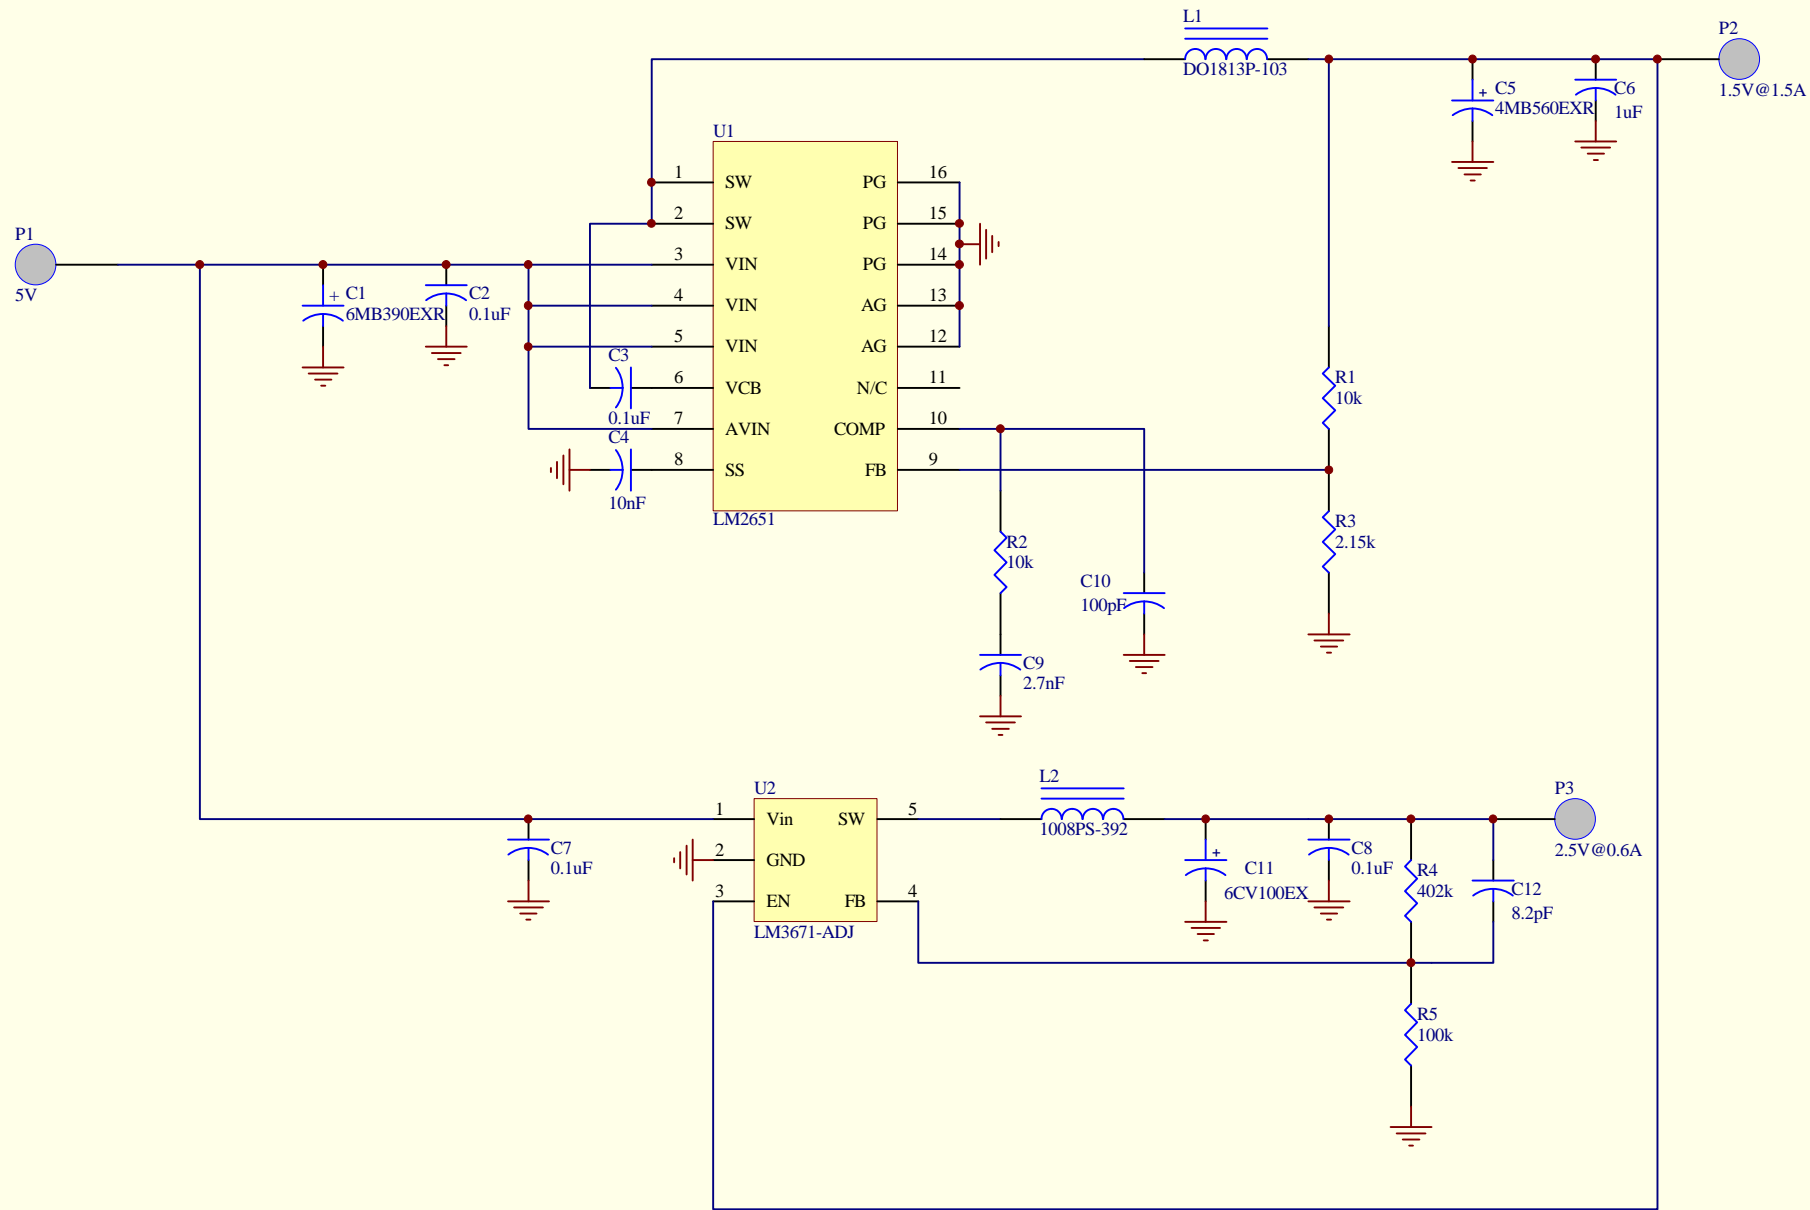 L1
DO1813P-103
P2
1.5V@1.5A
C5
4MB560EXR
C6
1uF
U1
1 SW PG 16
2 SW PG 15
3 VIN PG 14
4 VIN AG 13
5 VIN AG 12
6 VCB N/C 11
7 AVIN COMP 10
8 SS FB 9
LM2651
P1
5V
+ C1
6MB390EXR
C2
0.1uF
C3
0.1uF
C4
10nF
R1
10k
R3
2.15k
R2
10k
C10
100pF
C9
2.7nF
U2
1 Vin SW 5
2 GND
3 EN FB 4
LM3671-ADJ
L2
1008PS-392
P3
2.5V@0.6A
C7
0.1uF
+
C11
6CV100EX
C8
0.1uF
R4
402k
C12
8.2pF
R5
100k